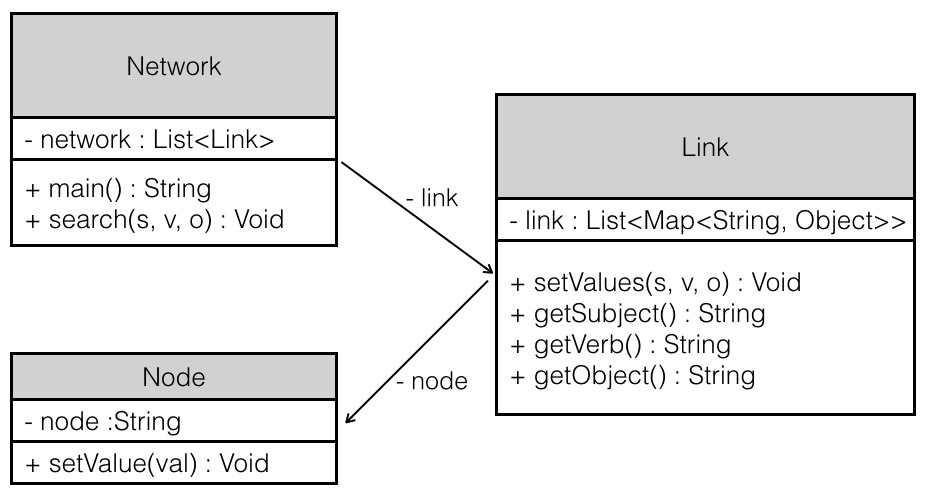 Network
- network : List<Link>
+ main() : String
+ search(s, v, o) : Void
- link
Link
- link : List<Map<String, Object>>
+ setValues(s, v, o) : Void
+ getSubject() : String
+ getVerb() : String
+ getObject() : String
- node
Node
- node :String
+ setValue(val) : Void